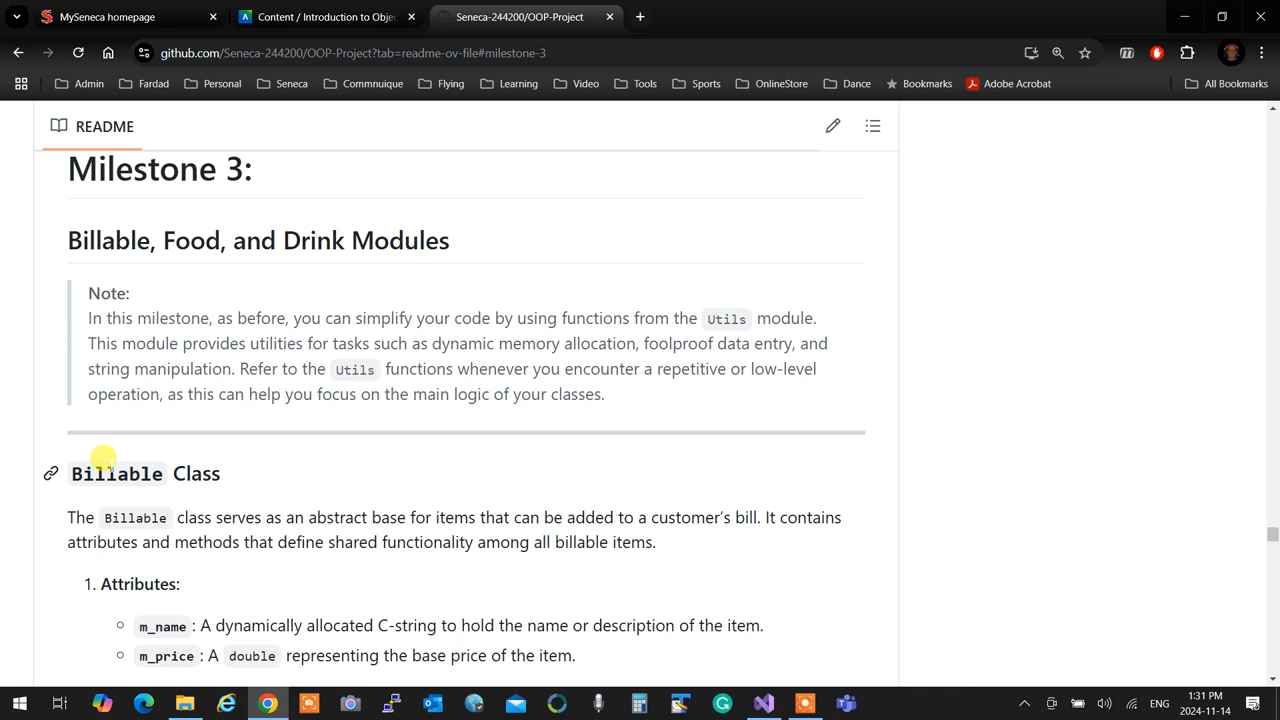 MySeneca homepage
Content / Introduction to Obje
Seneca-244200/OOP-Project
github.com/Seneca-244200/OOP-Project?tab=readme-ov-file#milestone-3
Admin
Fardad
Personal
Seneca
Commnuique
Flying
Learning
Video
Tools
Sports
OnlineStore
Dance
Bookmarks
Adobe Acrobat
All Bookmarks
README
Milestone 3:
Billable, Food, and Drink Modules
Note:
In this milestone, as before, you can simplify your code by using functions from the Utils module.
This module provides utilities for tasks such as dynamic memory allocation, foolproof data entry, and
string manipulation. Refer to the Utils functions whenever you encounter a repetitive or low-level
operation, as this can help you focus on the main logic of your classes.
Billable Class
The Billable class serves as an abstract base for items that can be added to a customer's bill. It contains
attributes and methods that define shared functionality among all billable items.
1. Attributes:
m_name: A dynamically allocated C-string to hold the name or description of the item.
m_price: A double representing the base price of the item.
ENG
1:31 PM
2024-11-14